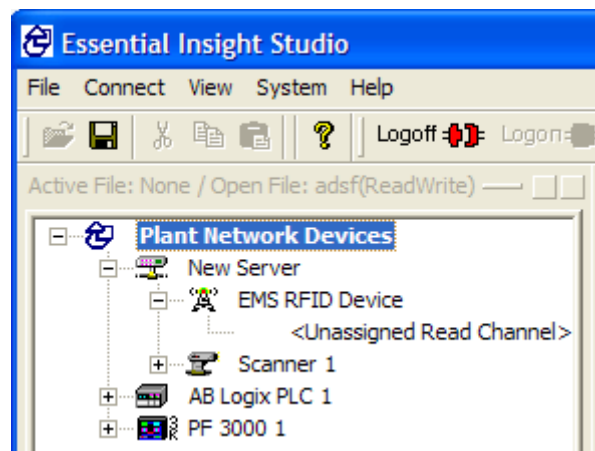 Essential Insight Studio
File Connect View System Help
Logoff Logon
Active File: None / Open File: adsf(ReadWrite)
Plant Network Devices
New Server
EMS RFID Device
<Unassigned Read Channel>
Scanner 1
AB Logix PLC 1
PF 3000 1